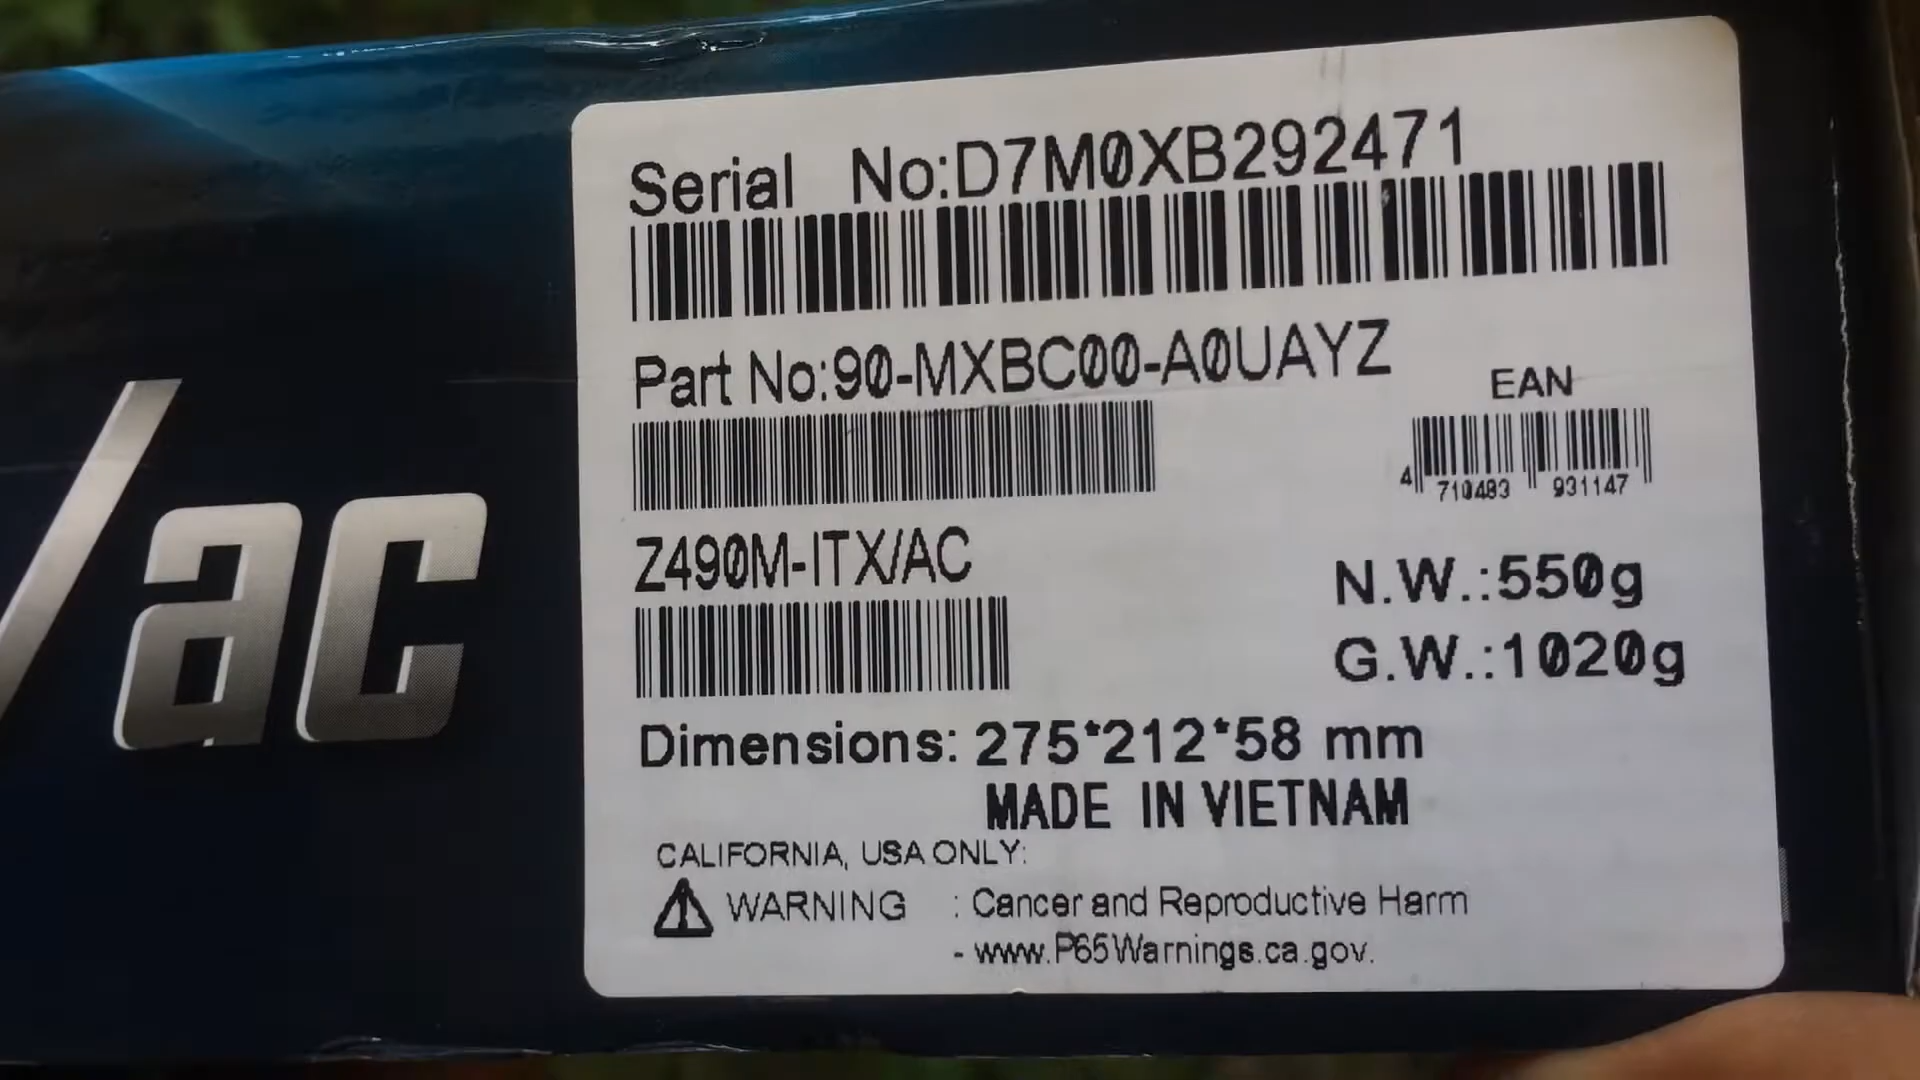 /ac
Serial No:D7M0XB292471
Part No:90-MXBC00-A0UAYZ
EAN
4 710483 931147
Z490M-ITX/AC
N.W.:550g
G.W.:1020g
Dimensions: 275*212*58 mm
MADE IN VIETNAM
CALIFORNIA, USA ONLY:
WARNING : Cancer and Reproductive Harm
- www.P65Warnings.ca.gov.